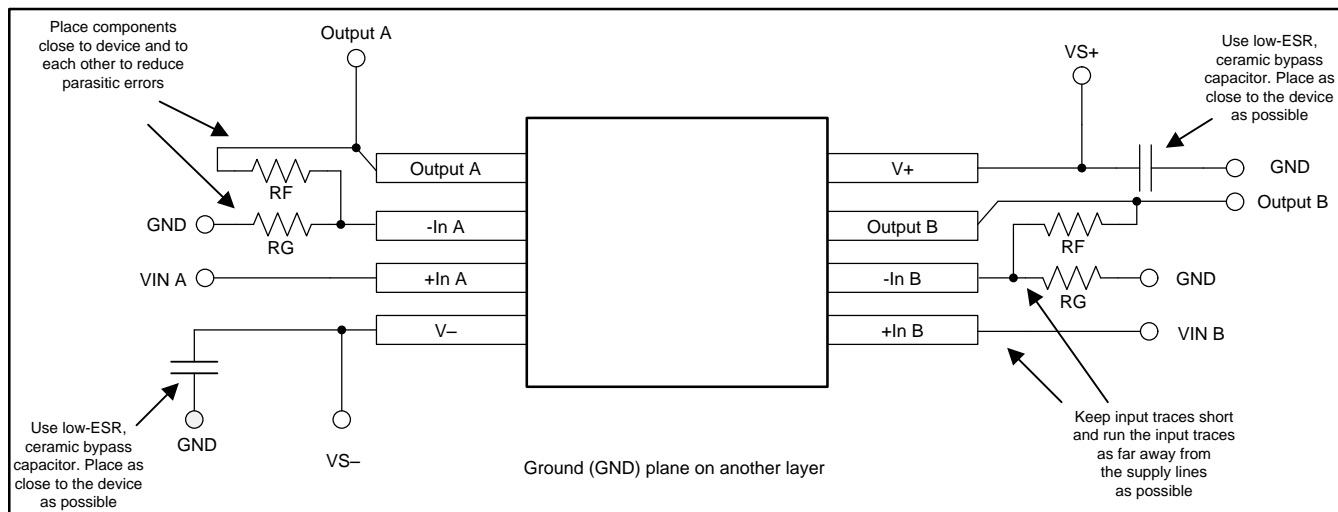 Place components
close to device and to
each other to reduce
parasitic errors
Output A
VS+
Use low-ESR,
ceramic bypass
capacitor. Place as
close to the device
as possible
Output A
V+
GND
RF
Output B
GND
RG
-In A
Output B
RF
VIN A
+In A
-In B
RG
GND
V–
+In B
VIN B
Use low-ESR,
ceramic bypass
capacitor. Place as
close to the device
as possible
GND
VS–
Ground (GND) plane on another layer
Keep input traces short
and run the input traces
as far away from
the supply lines
as possible